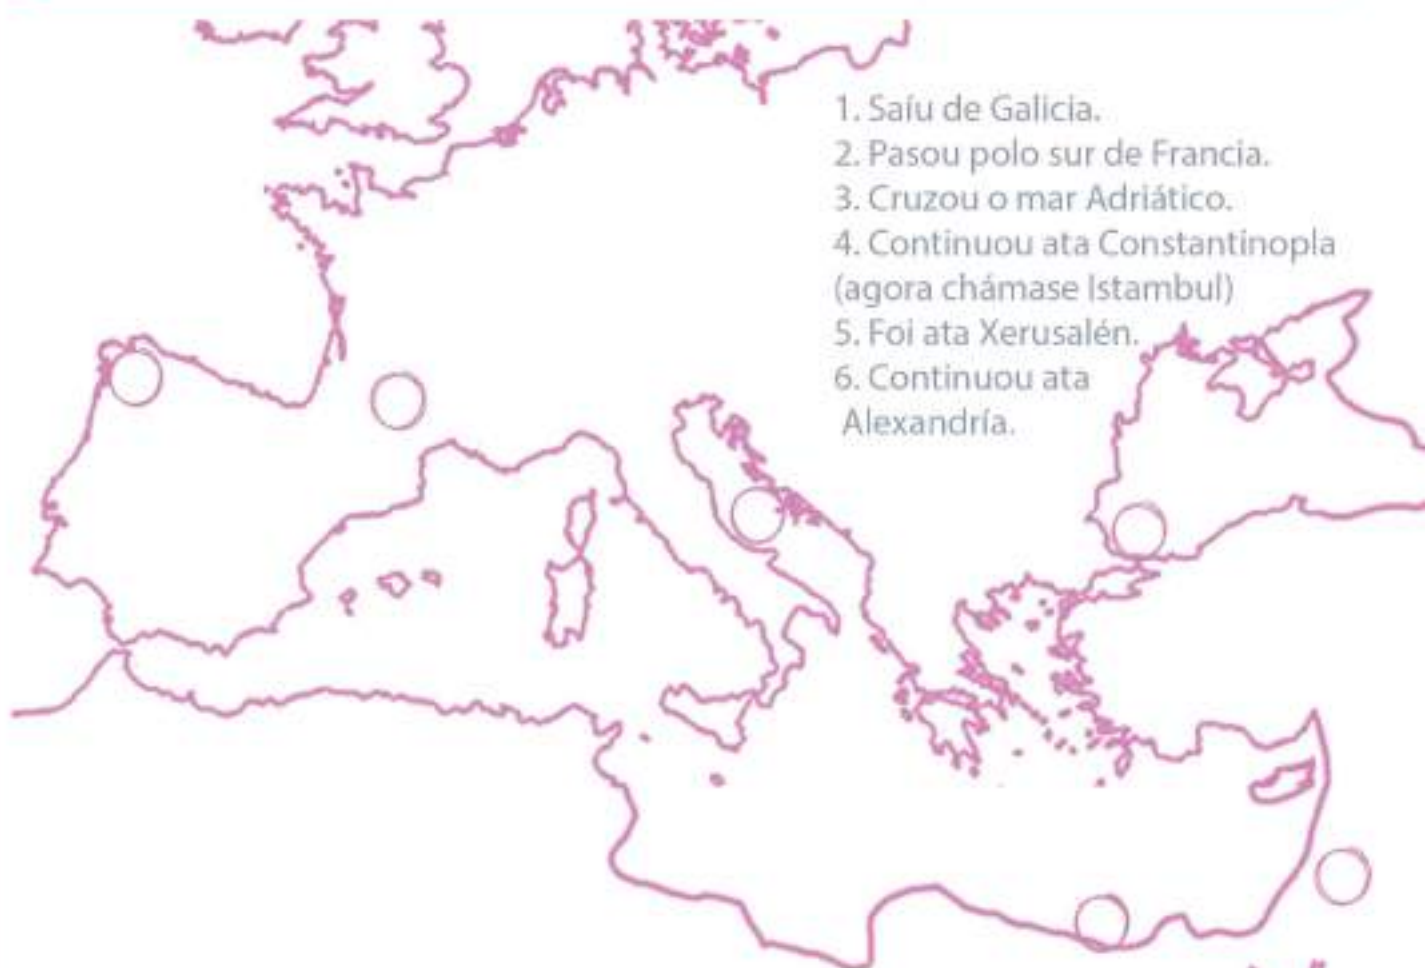 1. Saíu de Galicia.
2. Pasou polo sur de Francia.
3. Cruzou o mar Adriático.
4. Continuou ata Constantinopla
(agora chámase Istambul)
5. Foi ata Xerusalén.
6. Continuou ata
Alexandría.